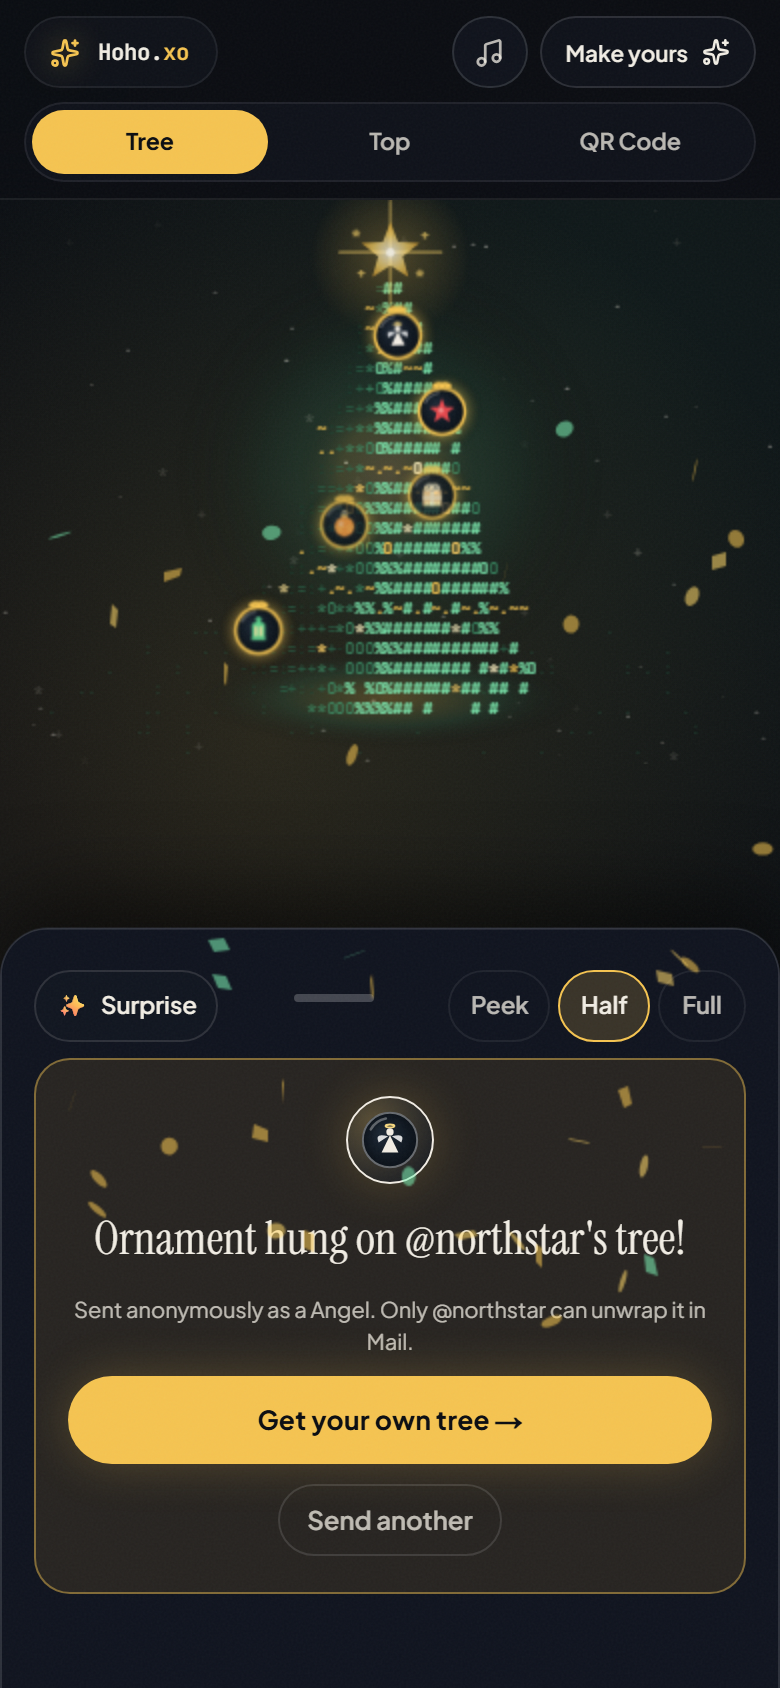 Hoho.xo
Make yours
Tree
Top
QR Code
Surprise
Peek
Half
Full
Ornament hung on @northstar's tree!
Sent anonymously as a Angel. Only @northstar can unwrap it in
Mail.
Get your own tree →
Send another